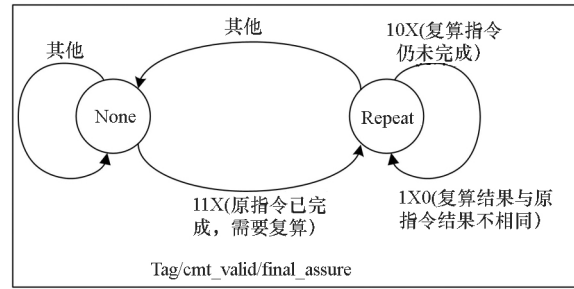 其他
其他
10X(复算指令
仍未完成)
None
Repeat
11X(原指令已完
成，需要复算)
1X0(复算结果与原
指令结果不相同)
Tag/cmt_valid/final_assure